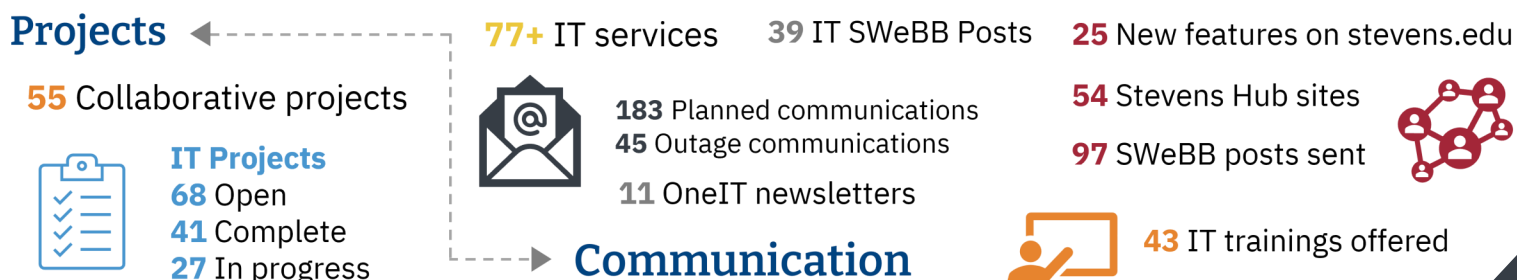 Projects
55 Collaborative projects
IT Projects
68 Open
41 Complete
27 In progress
77+ IT services
39 IT SWeBB Posts
@
183 Planned communications
45 Outage communications
11 OneIT newsletters
Communication
25 New features on stevens.edu
54 Stevens Hub sites
97 SWeBB posts sent
43 IT trainings offered